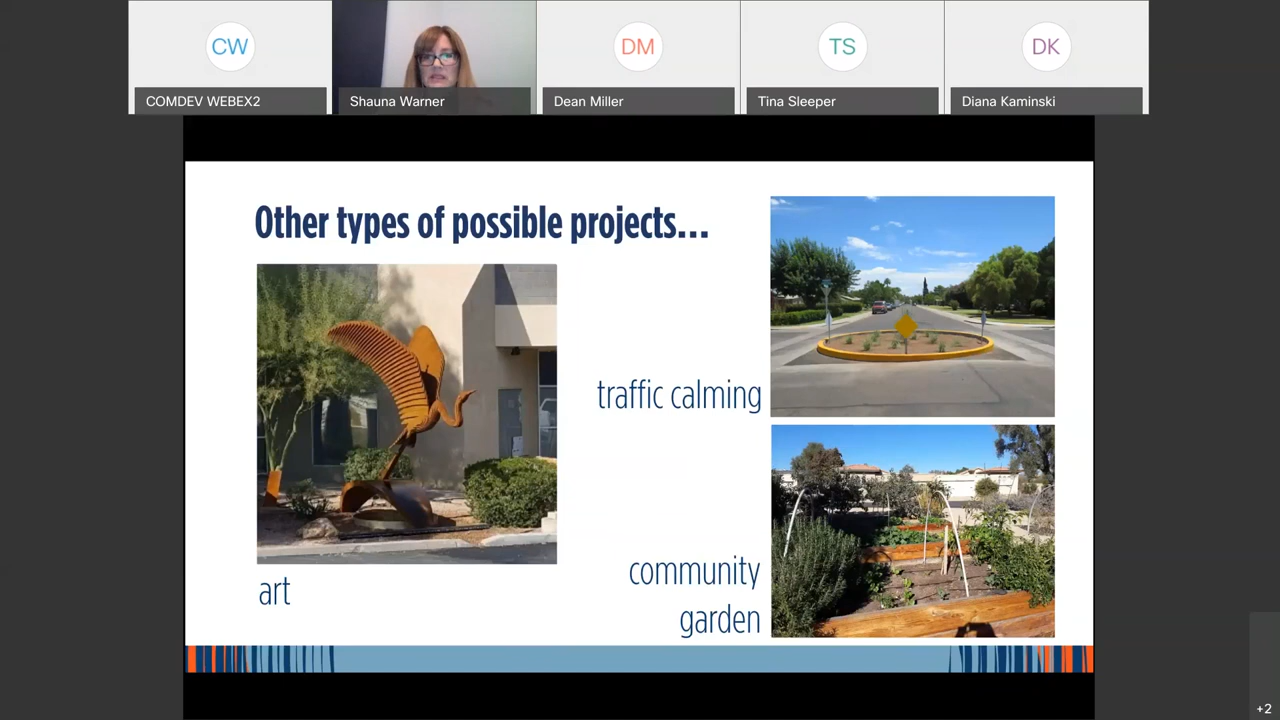 CW
DM
TS
DK
COMDEV WEBEX2
Shauna Warner
Dean Miller
Tina Sleeper
Diana Kaminski
Other types of possible projects...
traffic calming
art
community
garden
+2